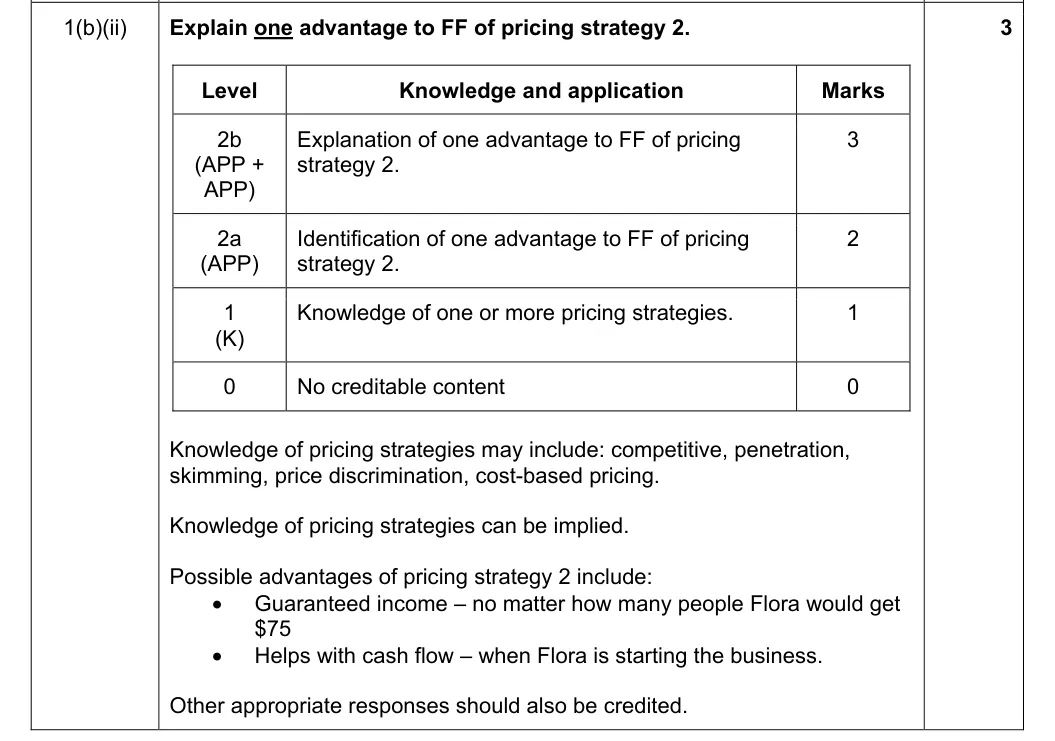 1(b)(ii) Explain one advantage to FF of pricing strategy 2. 3
Level Knowledge and application Marks
2b Explanation of one advantage to FF of pricing 3
(APP + strategy 2.
APP)
2a Identification of one advantage to FF of pricing 2
(APP) strategy 2.
1 Knowledge of one or more pricing strategies. 1
(K)
0 No creditable content 0
Knowledge of pricing strategies may include: competitive, penetration,
skimming, price discrimination, cost-based pricing.
Knowledge of pricing strategies can be implied.
Possible advantages of pricing strategy 2 include:
• Guaranteed income – no matter how many people Flora would get
$75
• Helps with cash flow – when Flora is starting the business.
Other appropriate responses should also be credited.